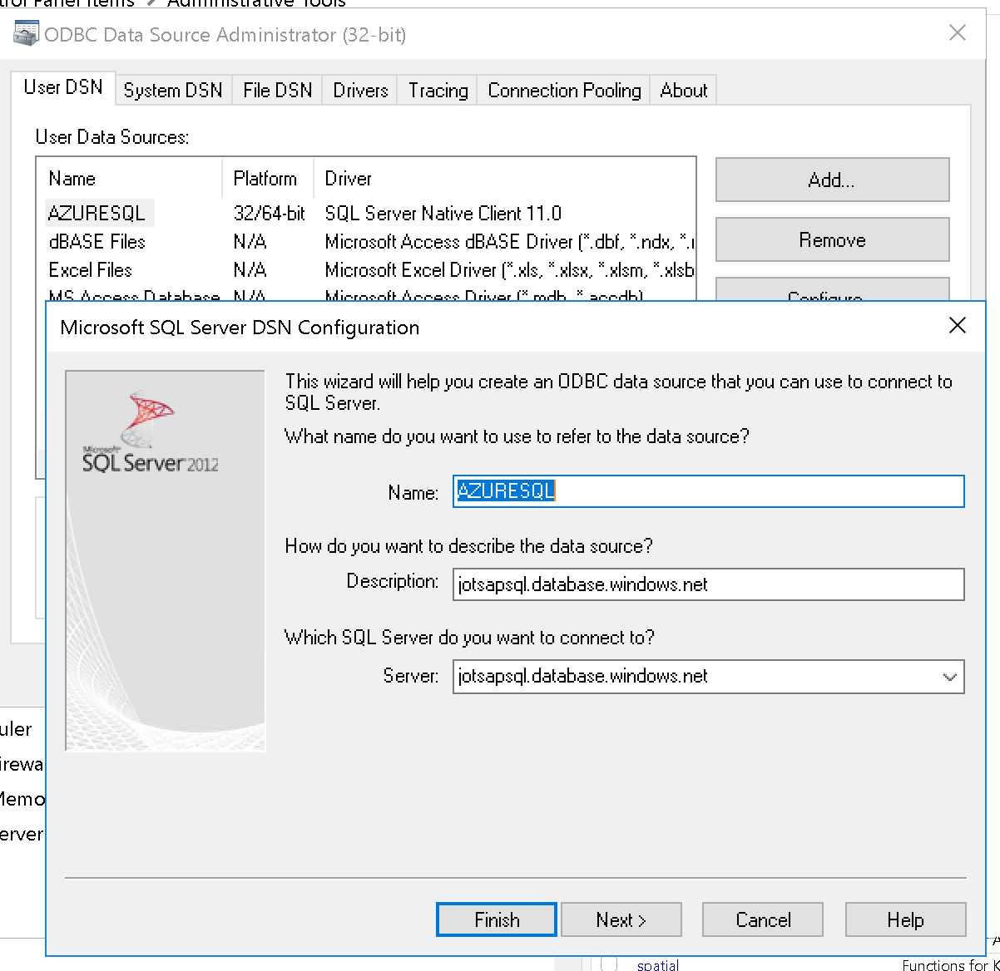 Administrative Tools
ODBC Data Source Administrator (32-bit)
User DSN System DSN File DSN Drivers Tracing Connection Pooling About
User Data Sources:
Name Platform Driver
AZURESQL 32/64-bit SQL Server Native Client 11.0
dBASE Files N/A Microsoft Access dBASE Driver (*.dbf, *.ndx, *.
Excel Files N/A Microsoft Excel Driver (*.xls, *.xlsx, *.xlsm, *.xlsb
MS Access Database N/A Microsoft Access Driver (*.mdb, *.accdb)
Add...
Remove
Configure
Microsoft SQL Server DSN Configuration
Microsoft
SQL Server 2012
This wizard will help you create an ODBC data source that you can use to connect to
SQL Server.
What name do you want to use to refer to the data source?
Name: AZURESQL
How do you want to describe the data source?
Description: jotsapsql.database.windows.net
Which SQL Server do you want to connect to?
Server: jotsapsql.database.windows.net
uler
irewa
Memo
erver
Finish Next > Cancel Help
spatial Functions for